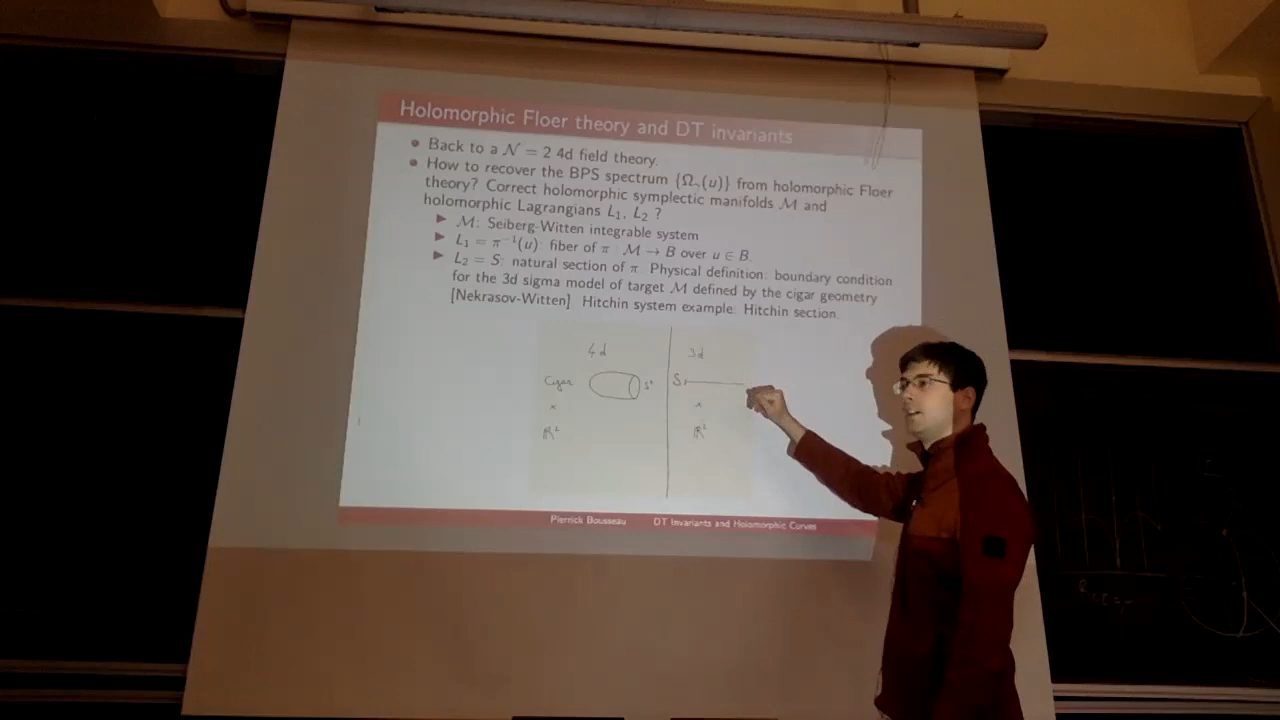 Holomorphic Floer theory and DT invariants
Back to a 𝒩 = 2 4d field theory.
How to recover the BPS spectrum {Ωγ(u)} from holomorphic Floer
theory? Correct holomorphic symplectic manifolds ℳ and
holomorphic Lagrangians L₁, L₂ ?
ℳ: Seiberg-Witten integrable system
L₁ = π⁻¹(u): fiber of π : ℳ → B over u ∈ B.
L₂ = S: natural section of π. Physical definition: boundary condition
for the 3d sigma model of target ℳ defined by the cigar geometry
[Nekrasov-Witten]. Hitchin system example: Hitchin section.
4d 3d
Cigar S¹ S
× ×
ℝ² ℝ²
Pierrick Bousseau DT Invariants and Holomorphic Curves